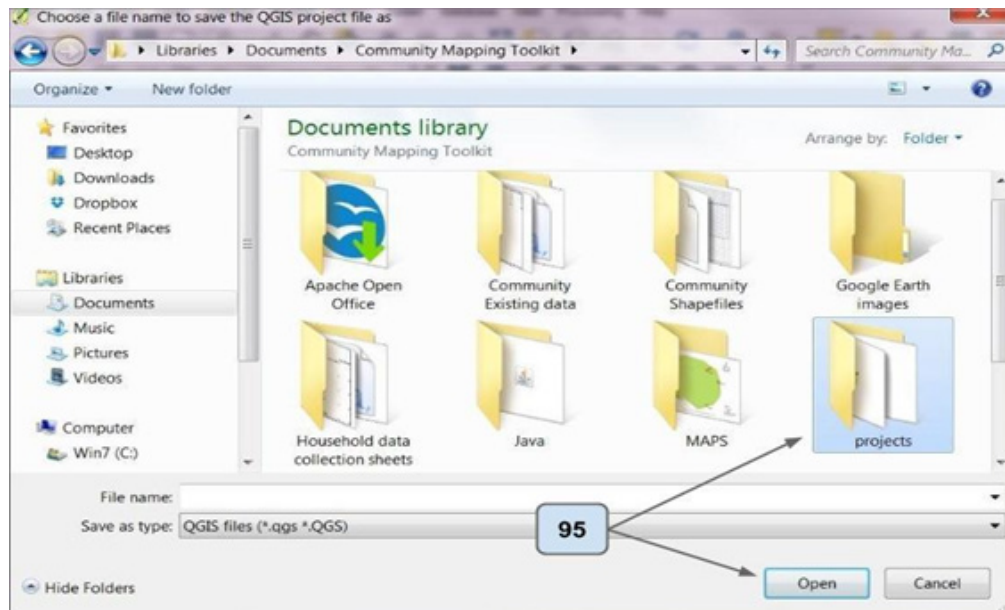 Choose a file name to save the QGIS project file as
Libraries Documents Community Mapping Toolkit
Search Community Ma...
Organize New folder
Favorites
Desktop
Downloads
Dropbox
Recent Places
Libraries
Documents
Music
Pictures
Videos
Computer
Win7 (C:)
Documents library
Community Mapping Toolkit
Arrange by: Folder
Apache Open
Office
Community
Existing data
Community
Shapefiles
Google Earth
images
Household data
collection sheets
Java
MAPS
projects
File name:
Save as type: QGIS files (*.qgs *.QGS)
95
Hide Folders
Open
Cancel